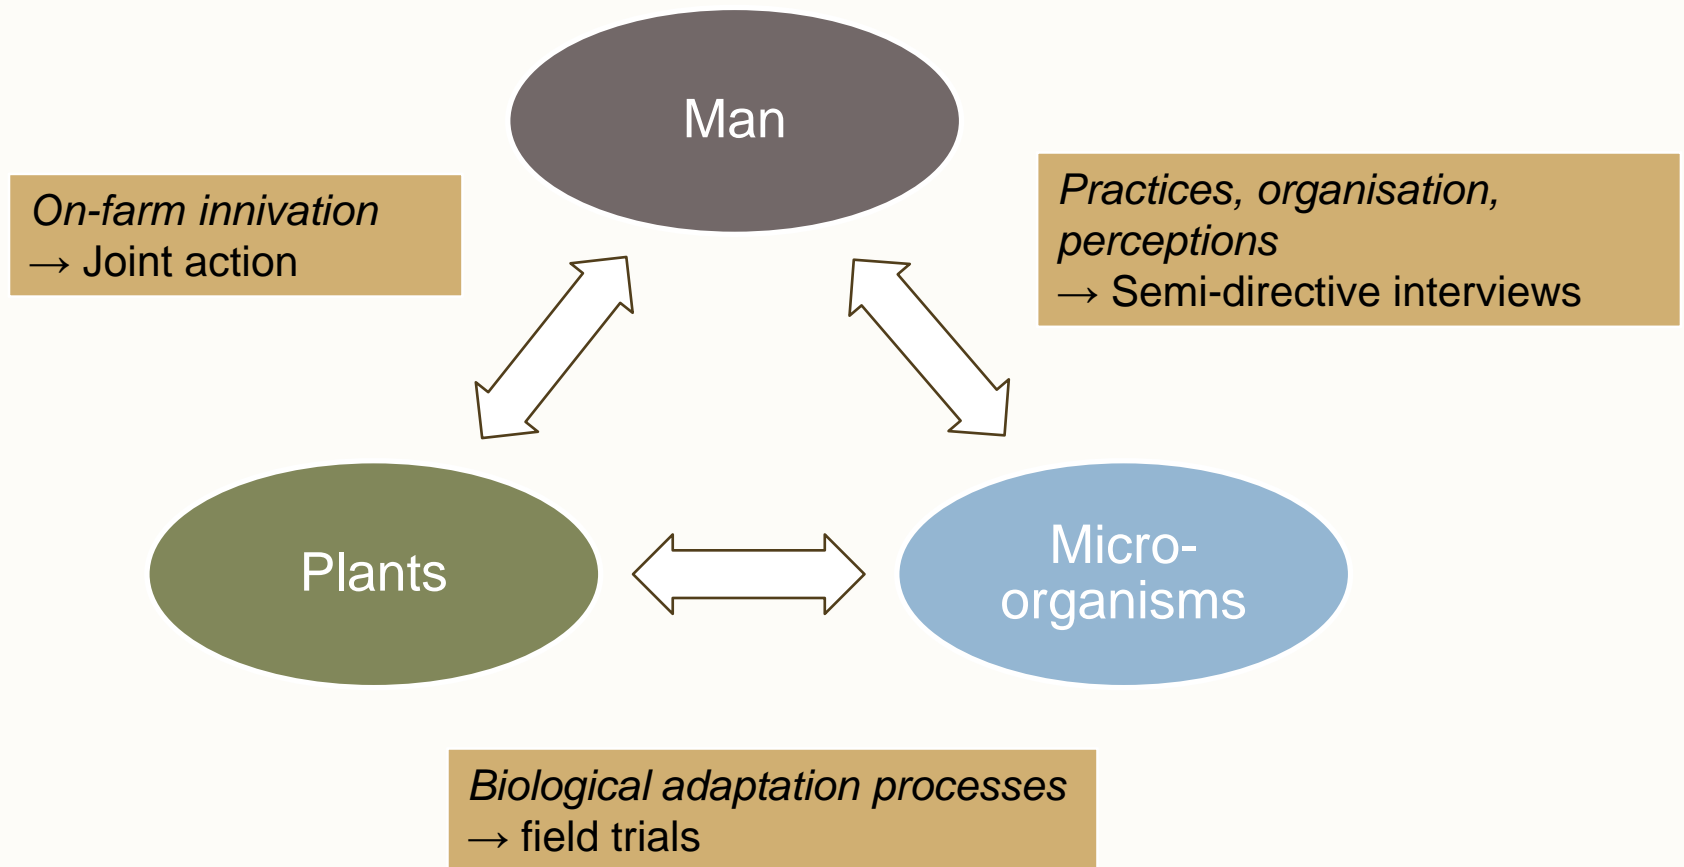 Man
On-farm innivation
→ Joint action
Practices, organisation,
perceptions
→ Semi-directive interviews
Plants
Micro-
organisms
Biological adaptation processes
→ field trials